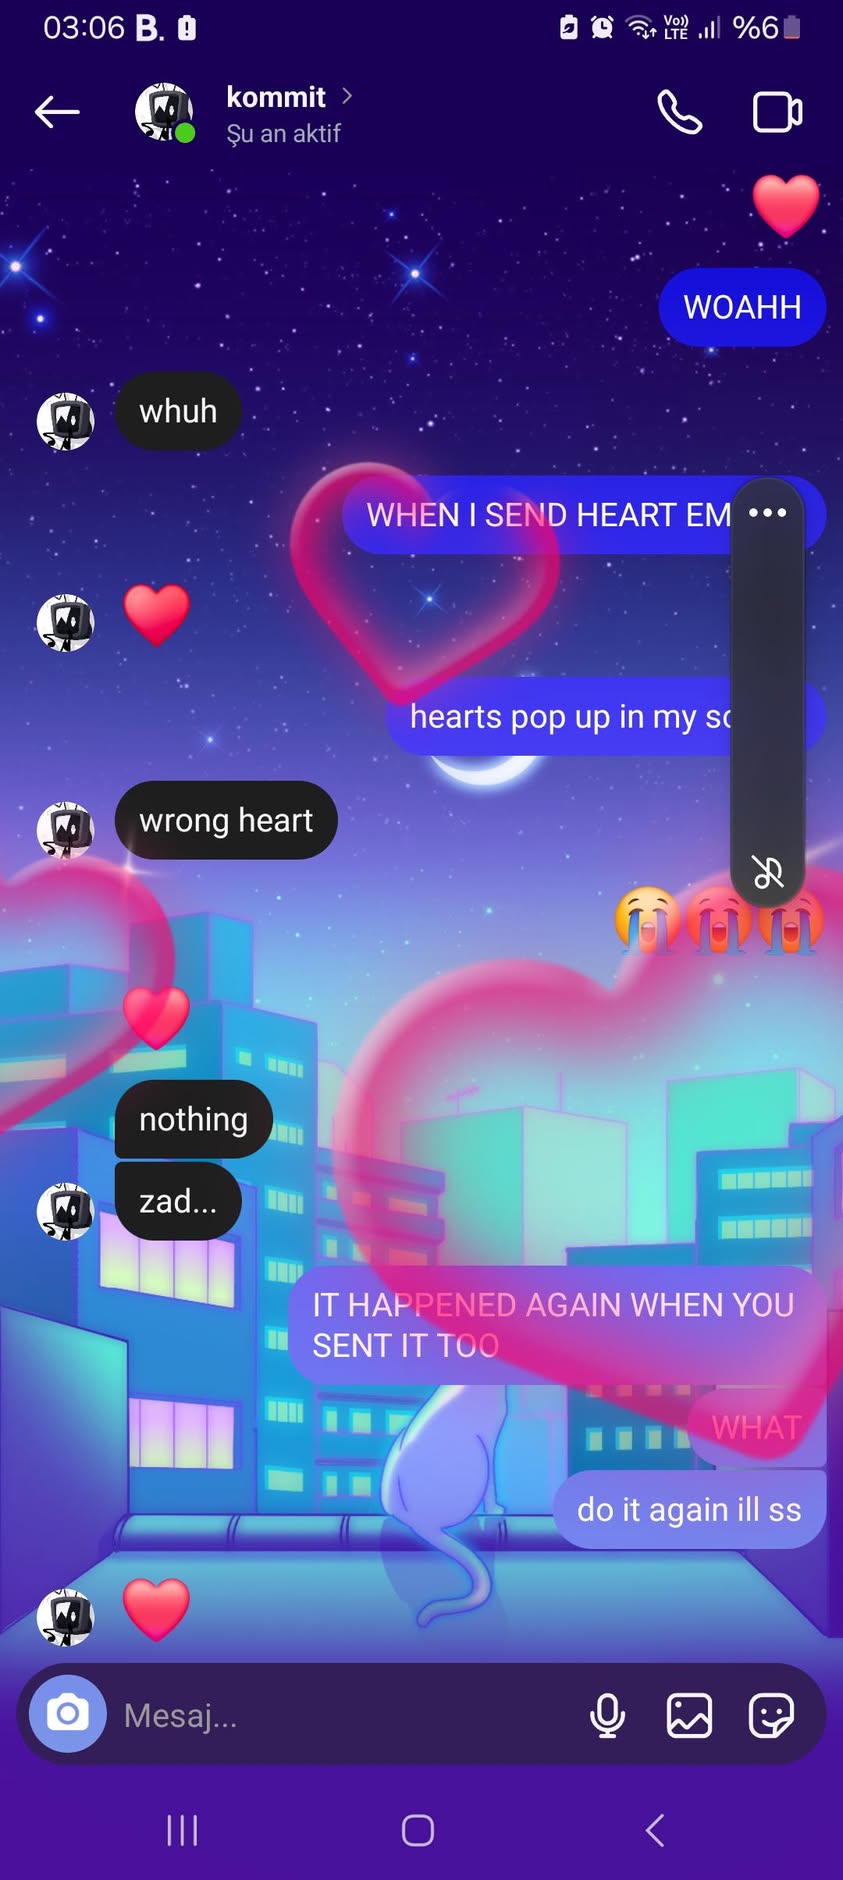 03:06 B.
Vo))
LTE
%6
kommit
Şu an aktif
WOAHH
whuh
WHEN I SEND HEART EM
hearts pop up in my sc
wrong heart
nothing
zad...
IT HAPPENED AGAIN WHEN YOU
SENT IT TOO
WHAT
do it again ill ss
Mesaj...